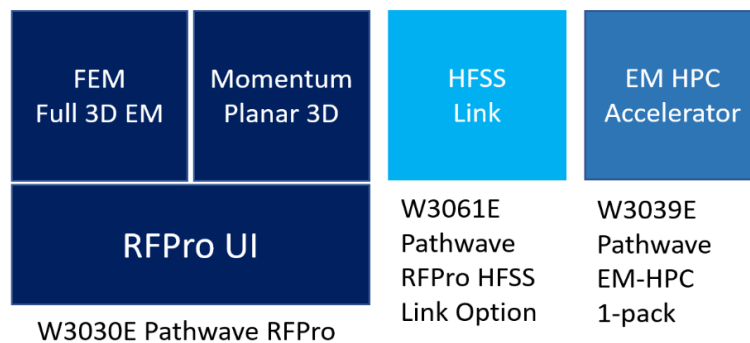 FEM
Full 3D EM
Momentum
Planar 3D
HFSS
Link
EM HPC
Accelerator
RFPro UI
W3030E Pathwave RFPro
W3061E
Pathwave
RFPro HFSS
Link Option
W3039E
Pathwave
EM-HPC
1-pack